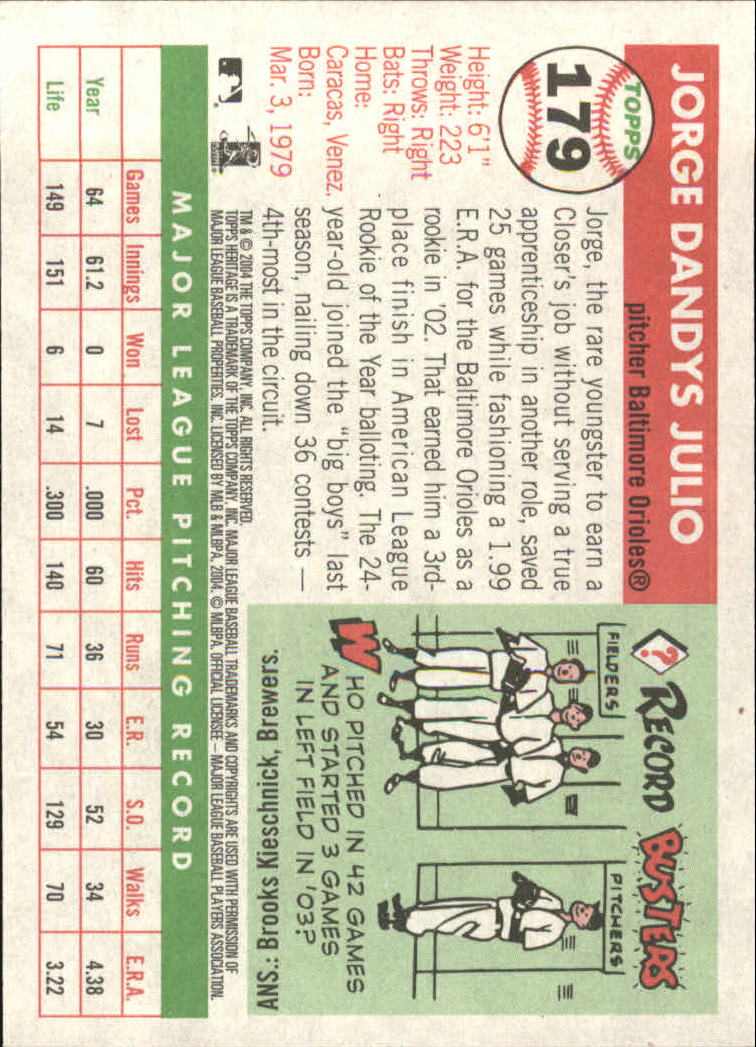 JORGE DANDYS JULIO
pitcher Baltimore Orioles®
TOPPS
179
Height: 6'1"
Weight: 223
Throws: Right
Bats: Right
Home:
Caracas, Venez.
Born:
Mar. 3, 1979
Jorge, the rare youngster to earn a
Closer's job without serving a true
apprenticeship in another role, saved
25 games while fashioning a 1.99
E.R.A. for the Baltimore Orioles as a
rookie in '02. That earned him a 3rd-
place finish in American League
Rookie of the Year balloting. The 24-
year-old joined the "big boys" last
season, nailing down 36 contests —
4th-most in the circuit.
TM & © 2004 THE TOPPS COMPANY, INC. ALL RIGHTS RESERVED.
TOPPS HERITAGE IS A TRADEMARK OF THE TOPPS COMPANY, INC. MAJOR LEAGUE BASEBALL TRADEMARKS AND COPYRIGHTS ARE USED WITH PERMISSION OF
MAJOR LEAGUE BASEBALL PROPERTIES, INC. LICENSED BY MLB & MLBPA, 2004. © MLBPA. OFFICIAL LICENSEE – MAJOR LEAGUE BASEBALL PLAYERS ASSOCIATION.
? RECORD BUSTERS
FIELDERS
PITCHERS
WHO PITCHED IN 42 GAMES
AND STARTED 3 GAMES
IN LEFT FIELD IN '03?
ANS.: Brooks Kieschnick, Brewers.
MAJOR LEAGUE PITCHING RECORD
Games Innings Won Lost Pct. Hits Runs E.R. S.O. Walks E.R.A.
Year 64 61.2 0 7 .000 60 36 30 52 34 4.38
Life 149 151 6 14 .300 140 71 54 129 70 3.22